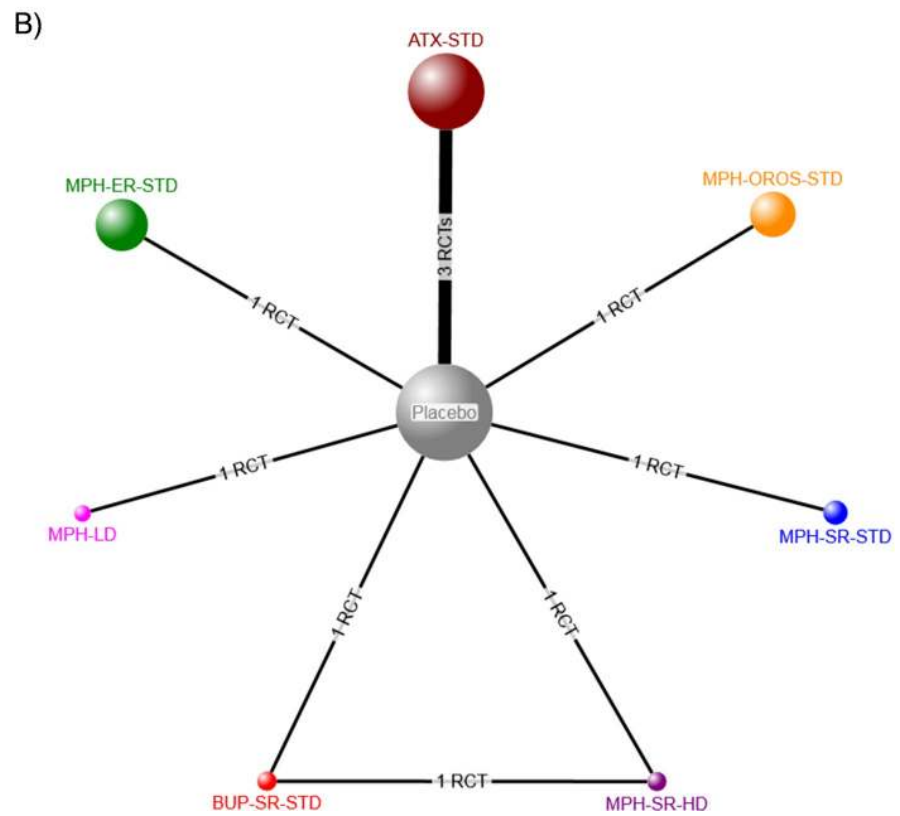 B)
ATX-STD
MPH-ER-STD
MPH-OROS-STD
3 RCTs
1 RCT
1 RCT
Placebo
1 RCT
1 RCT
MPH-LD
MPH-SR-STD
1 RCT
1 RCT
1 RCT
BUP-SR-STD
MPH-SR-HD